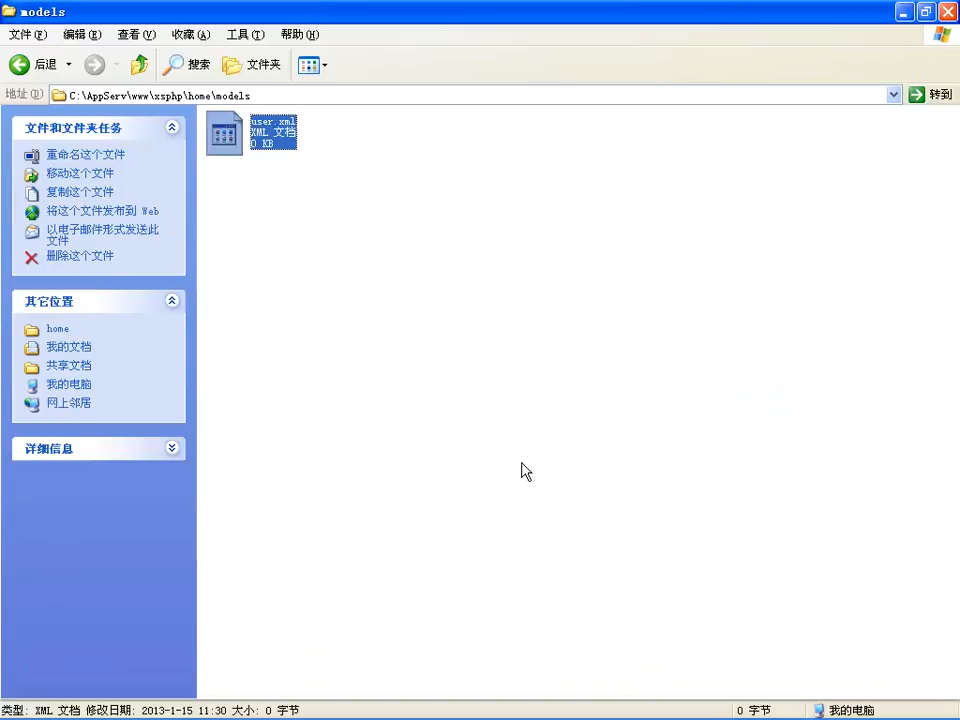 models
文件(F) 编辑(E) 查看(V) 收藏(A) 工具(T) 帮助(H)
后退 搜索 文件夹
地址(D) C:\AppServ\www\xsphp\home\models 转到
文件和文件夹任务
重命名这个文件
移动这个文件
复制这个文件
将这个文件发布到 Web
以电子邮件形式发送此
文件
删除这个文件
其它位置
home
我的文档
共享文档
我的电脑
网上邻居
详细信息
user.xml
XML 文档
0 KB
类型: XML 文档 修改日期: 2013-1-15 11:30 大小: 0 字节 0 字节 我的电脑